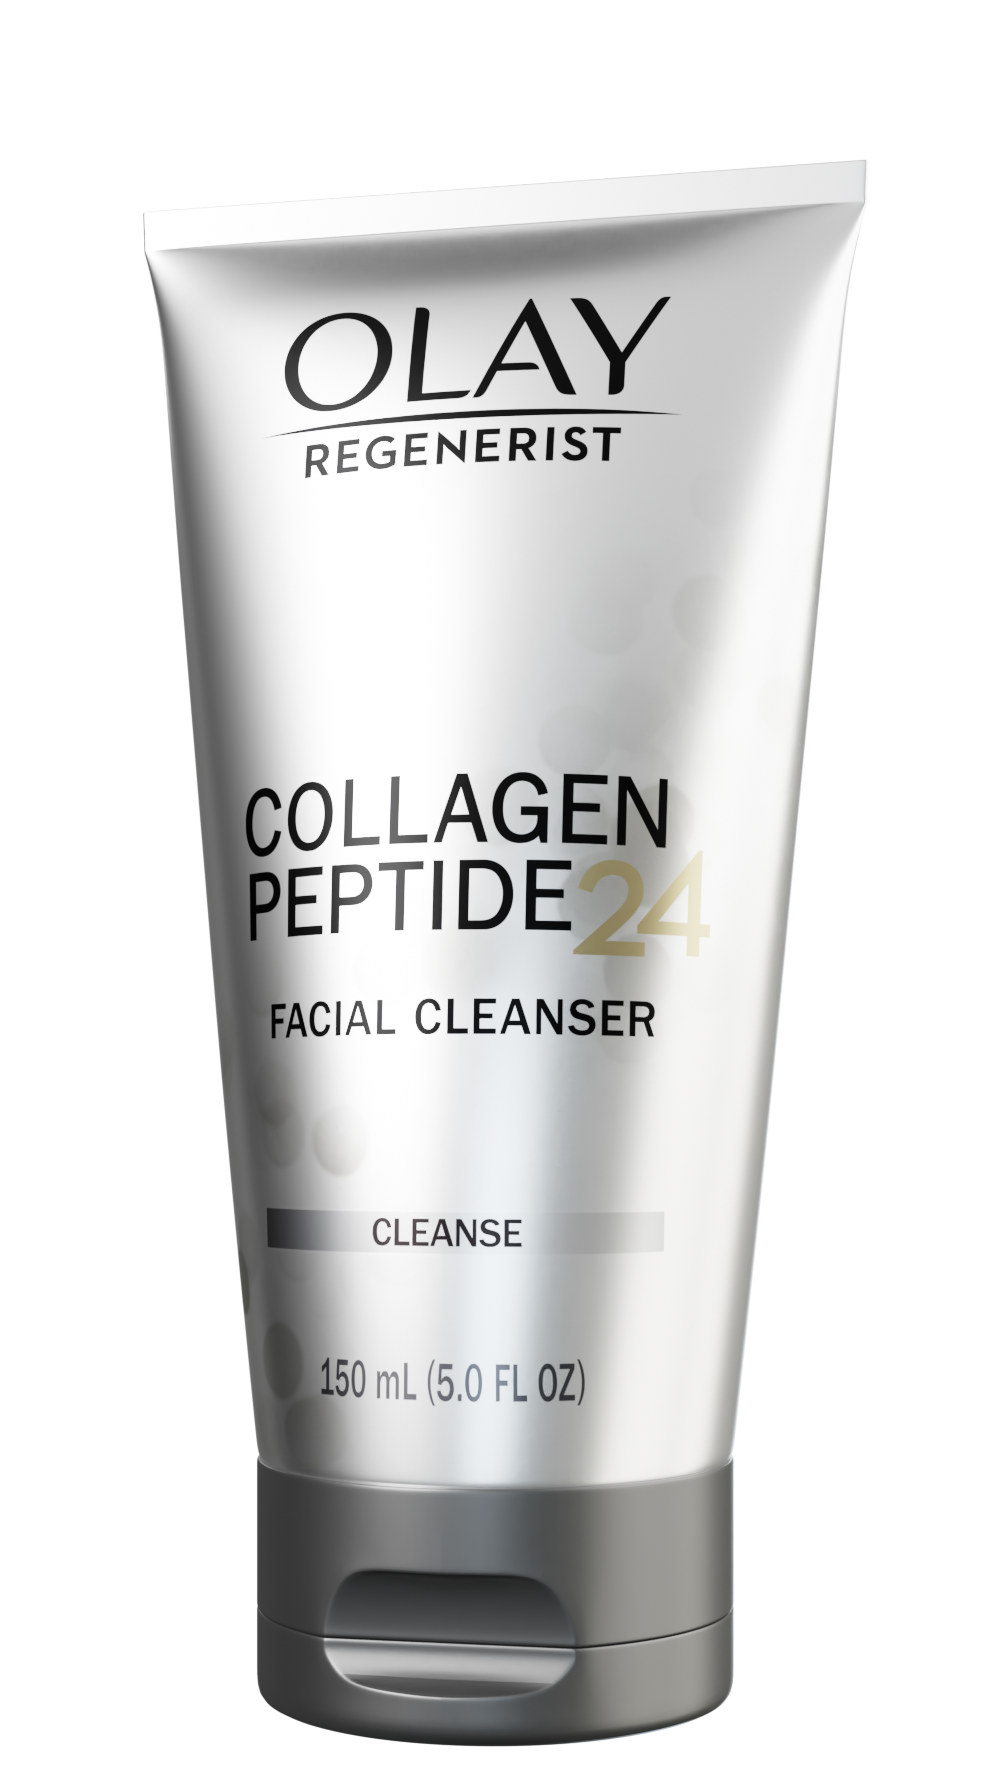 OLAY
REGENERIST
COLLAGEN
PEPTIDE24
FACIAL CLEANSER
CLEANSE
150 mL (5.0 FL OZ)